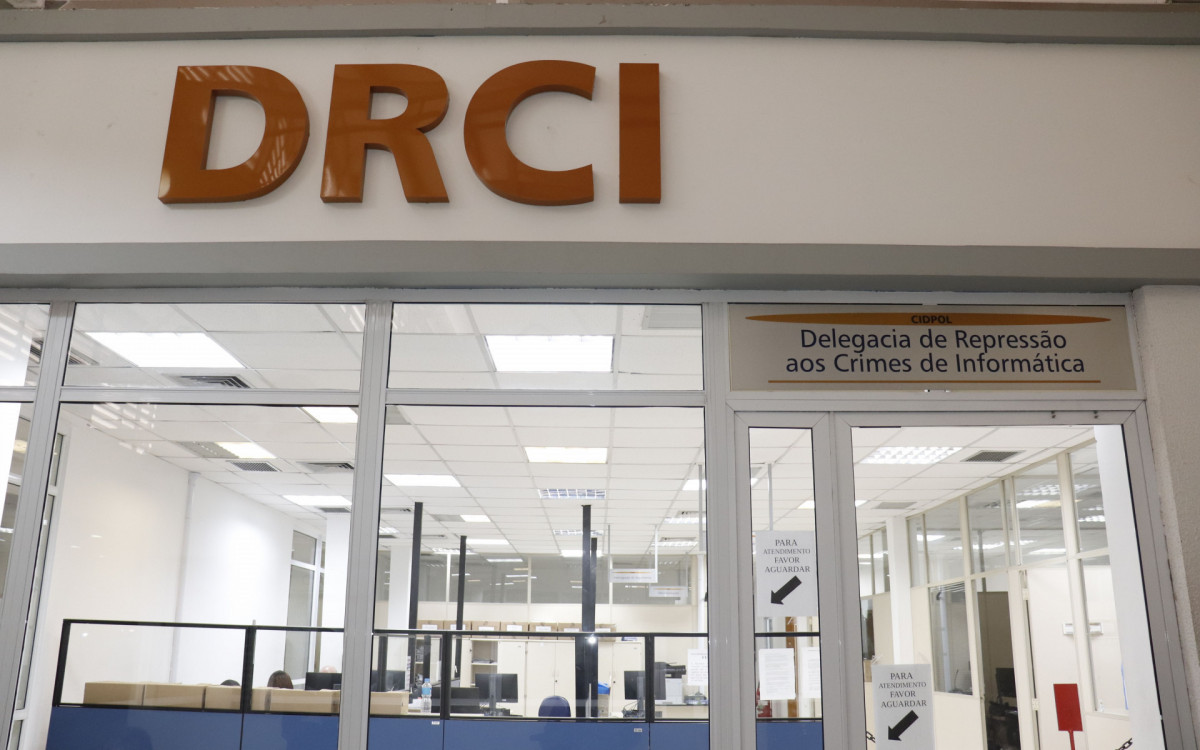 DRCI
CIDPOL
Delegacia de Repressão
aos Crimes de Informática
PARA
ATENDIMENTO
FAVOR
AGUARDAR
PARA
ATENDIMENTO
FAVOR
AGUARDAR